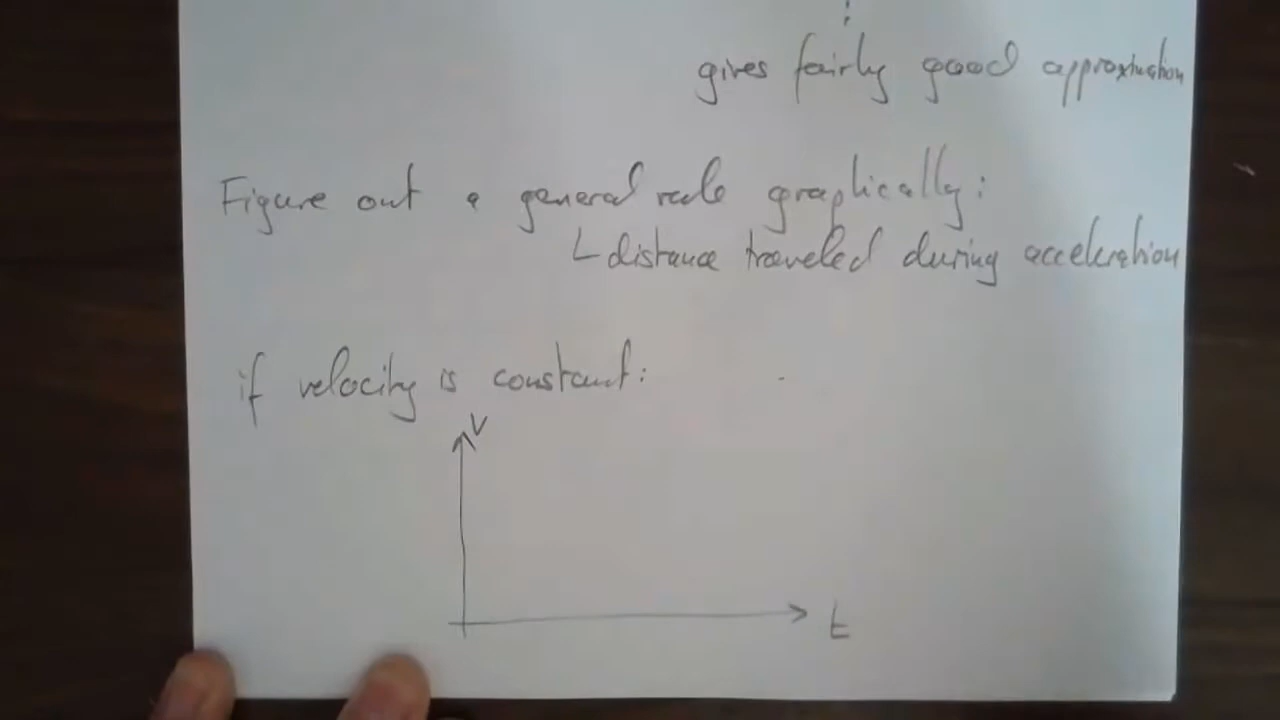 gives fairly good approximation
Figure out a general rule graphically:
distance traveled during acceleration
if velocity is constant:
V
t